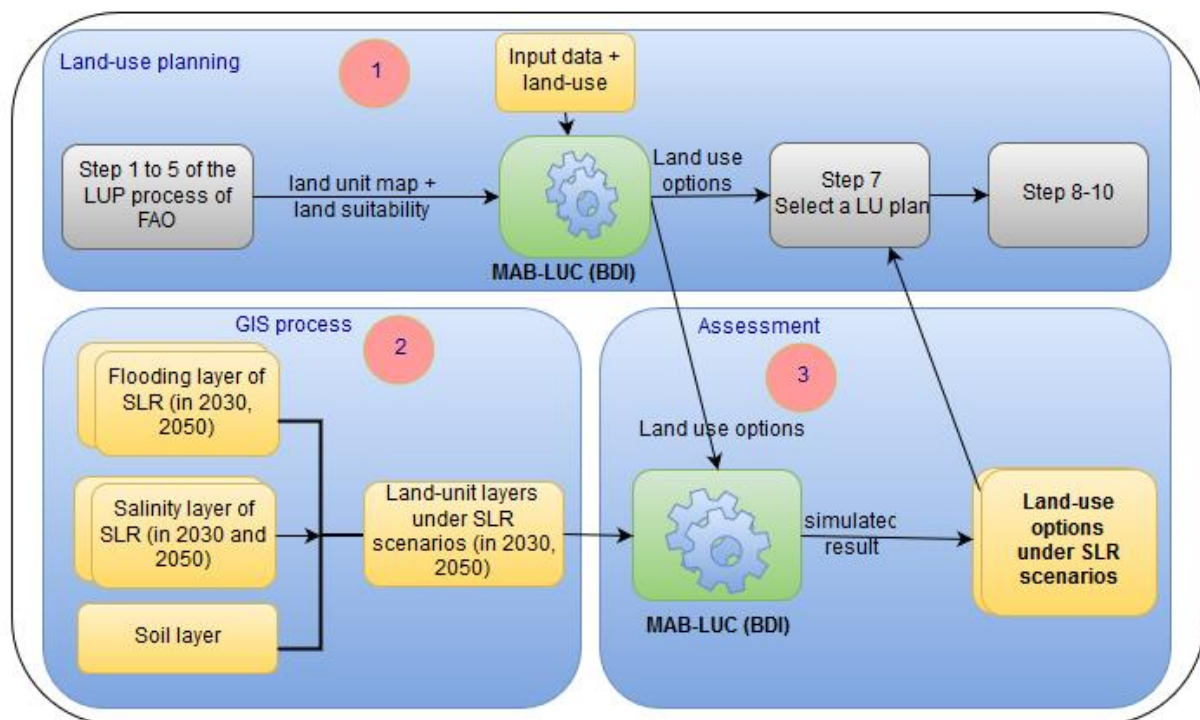 Land-use planning
1
Input data +
land-use
Step 1 to 5 of the
LUP process of
FAO
land unit map +
land suitability
MAB-LUC (BDI)
Land use
options
Step 7
Select a LU plan
Step 8-10
GIS process
2
Flooding layer of
SLR (in 2030,
2050)
Salinity layer of
SLR (in 2030 and
2050)
Soil layer
Land-unit layers
under SLR
scenarios (in 2030,
2050)
Assessment
3
Land use options
MAB-LUC (BDI)
simulatec
result
Land-use
options
under SLR
scenarios